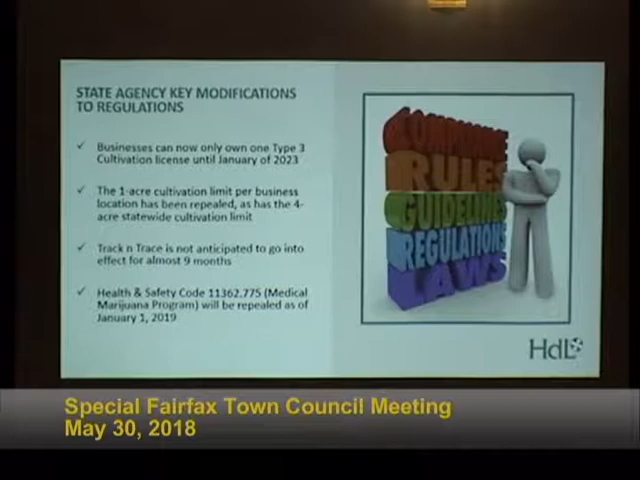 STATE AGENCY KEY MODIFICATIONS
TO REGULATIONS
✓ Businesses can now only own one Type 3
Cultivation license until January of 2023
✓ The 1-acre cultivation limit per business
location has been repealed, as has the 4-
acre statewide cultivation limit
✓ Track n Trace is not anticipated to go into
effect for almost 9 months
✓ Health & Safety Code 11362.775 (Medical
Marijuana Program) will be repealed as of
January 1, 2019
COMPLIANCE
RULES
GUIDELINES
REGULATIONS
LAWS
HdL
Special Fairfax Town Council Meeting
May 30, 2018